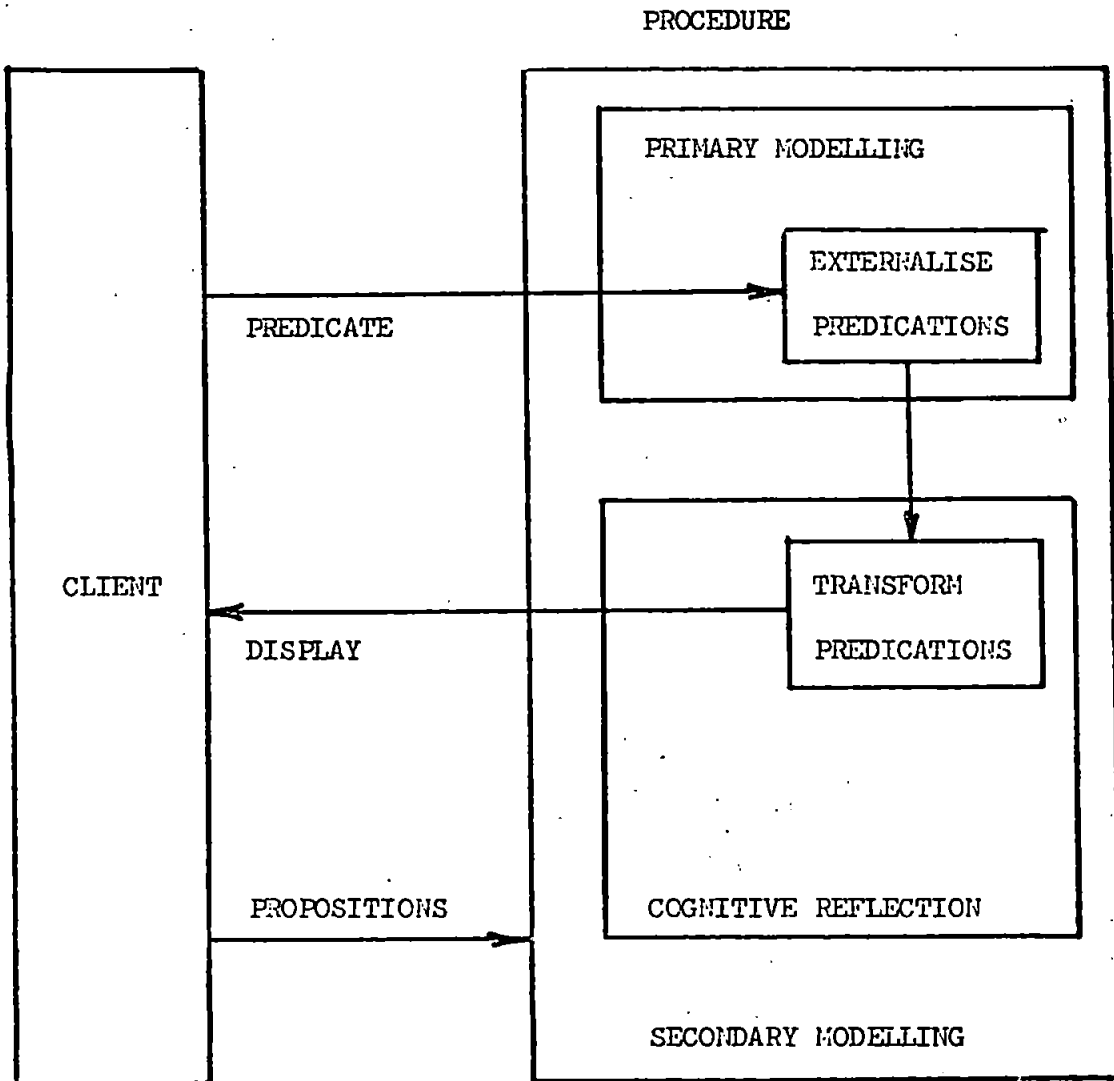 PROCEDURE
PRIMARY MODELLING
EXTERNALISE
PREDICATIONS
PREDICATE
CLIENT
TRANSFORM
PREDICATIONS
DISPLAY
PROPOSITIONS
COGNITIVE REFLECTION
SECONDARY MODELLING